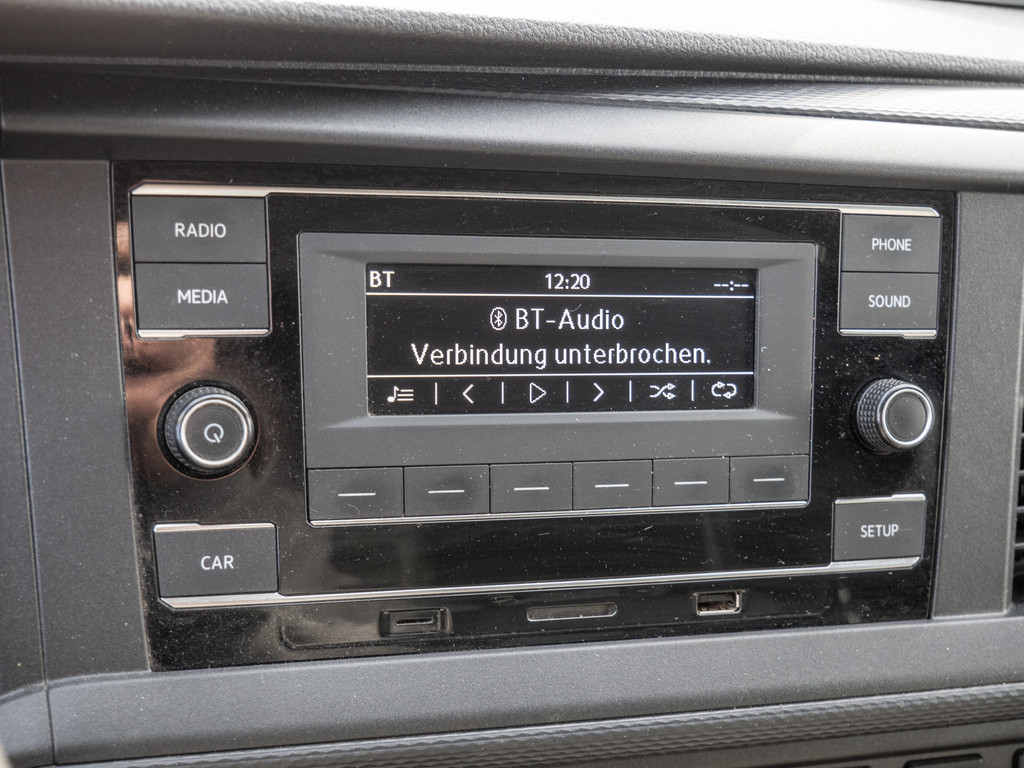 RADIO
MEDIA
PHONE
SOUND
BT 12:20 --:--
BT-Audio
Verbindung unterbrochen.
CAR
SETUP